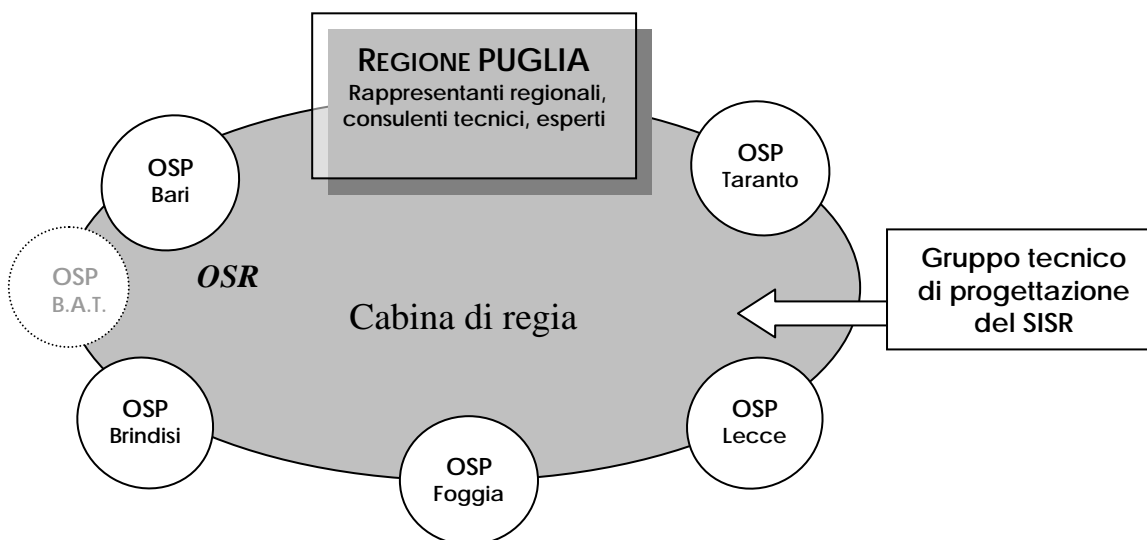 REGIONE PUGLIA
Rappresentanti regionali,
consulenti tecnici, esperti
OSP
Bari
OSP
Taranto
OSP
B.A.T.
OSR
Cabina di regia
Gruppo tecnico
di progettazione
del SISR
OSP
Brindisi
OSP
Foggia
OSP
Lecce